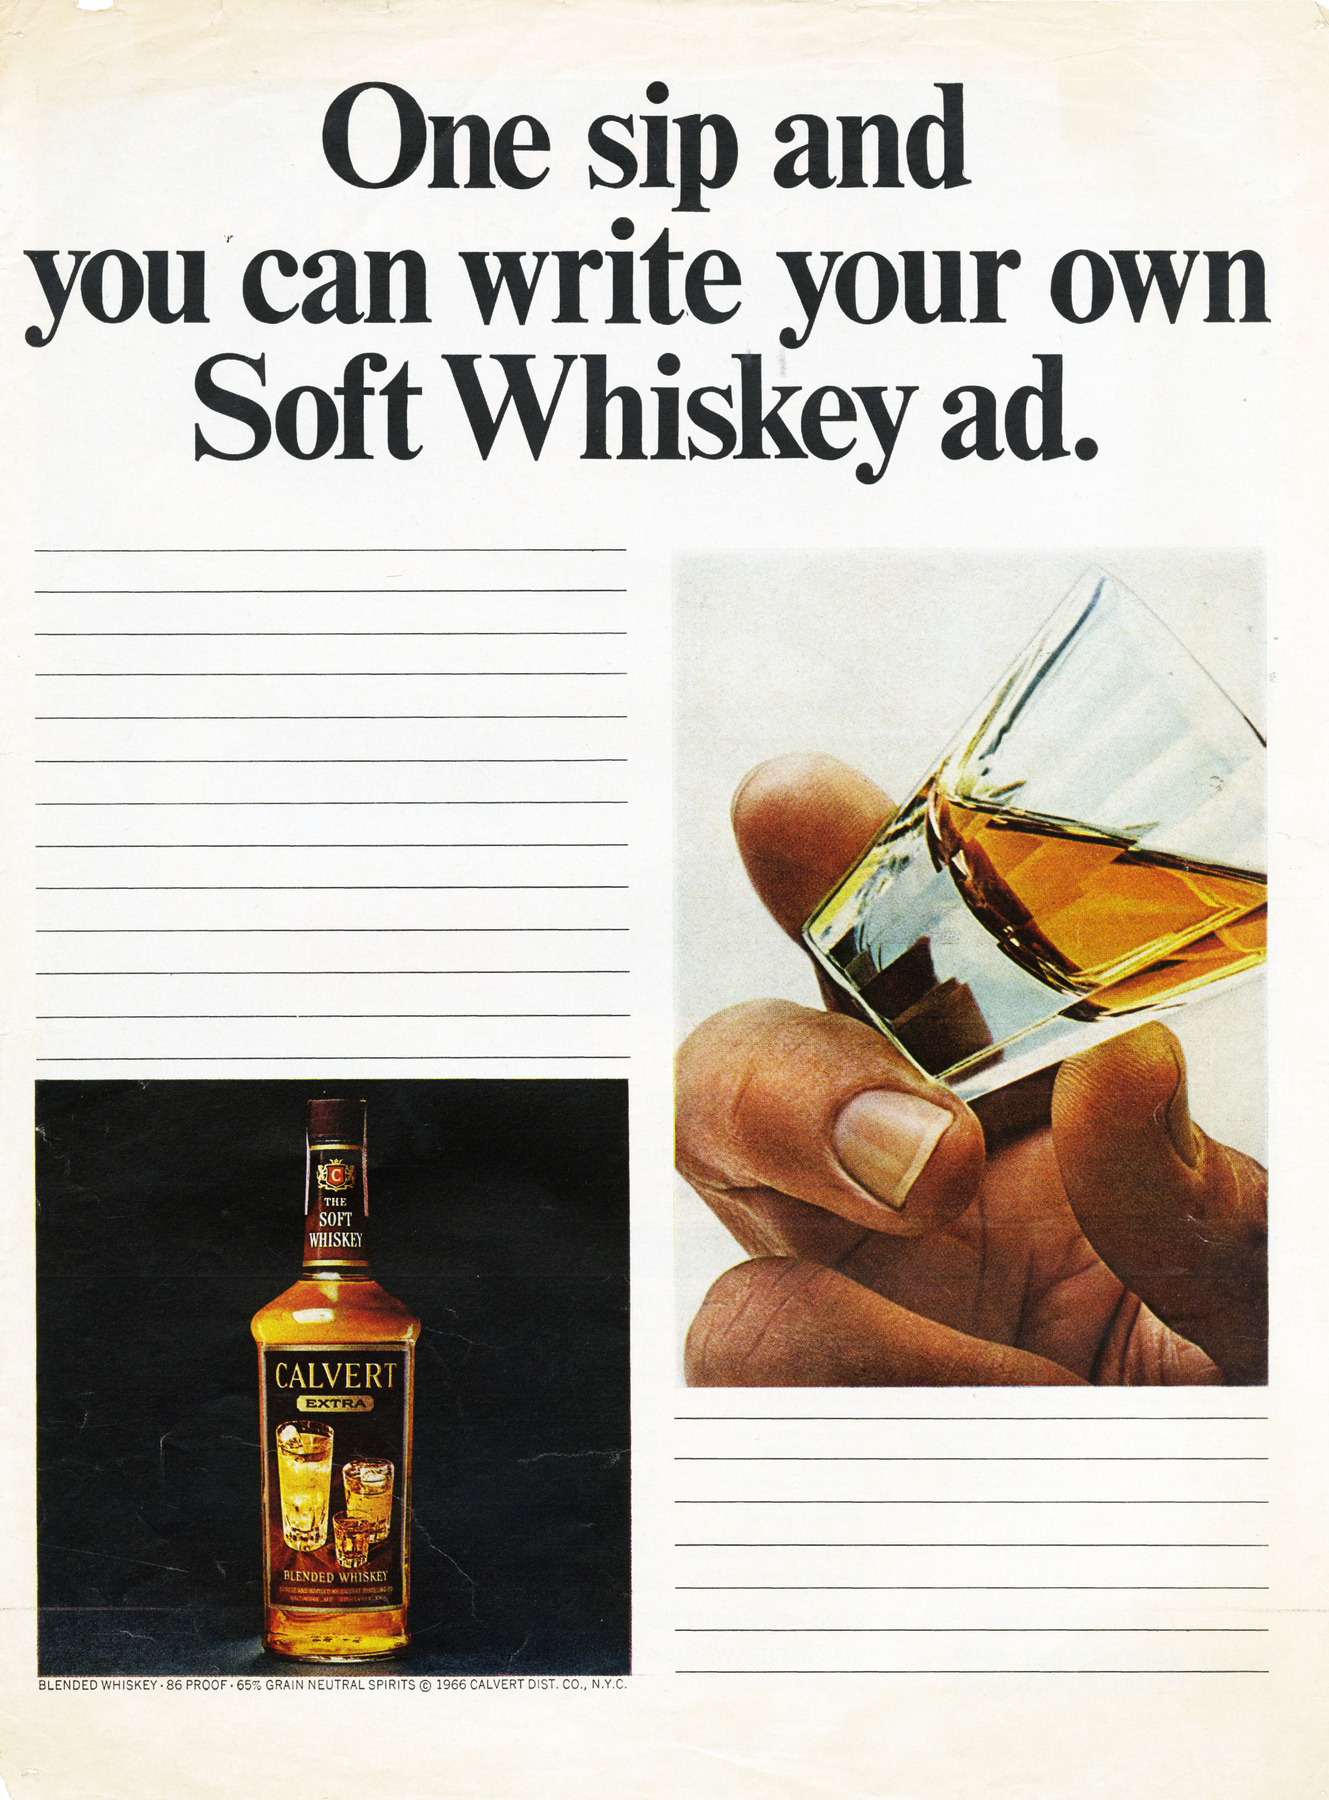 One sip and
you can write your own
Soft Whiskey ad.
C
THE
SOFT
WHISKEY
CALVERT
EXTRA
BLENDED WHISKEY
BLENDED WHISKEY · 86 PROOF · 65% GRAIN NEUTRAL SPIRITS © 1966 CALVERT DIST. CO., N.Y.C.